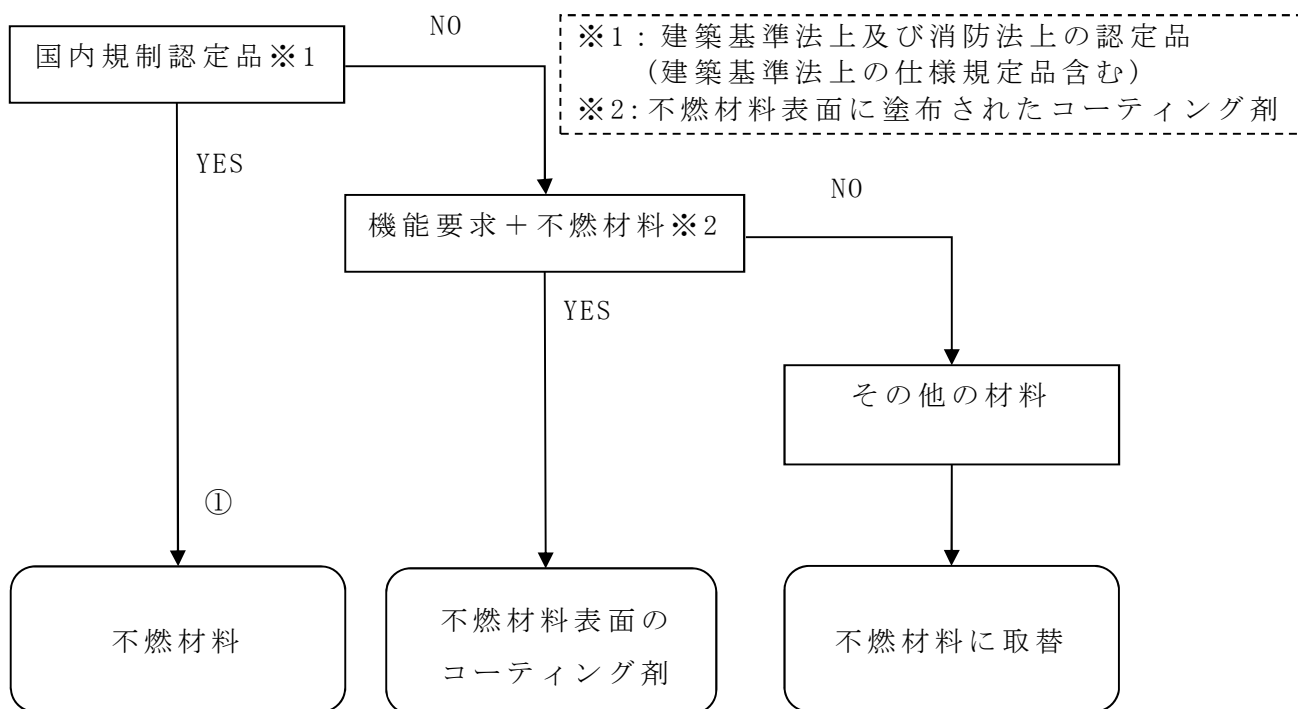 国内規制認定品※1
NO
※1：建築基準法上及び消防法上の認定品
(建築基準法上の仕様規定品含む)
※2:不燃材料表面に塗布されたコーティング剤
YES
機能要求＋不燃材料※2
NO
YES
その他の材料
①
不燃材料
不燃材料表面の
コーティング剤
不燃材料に取替